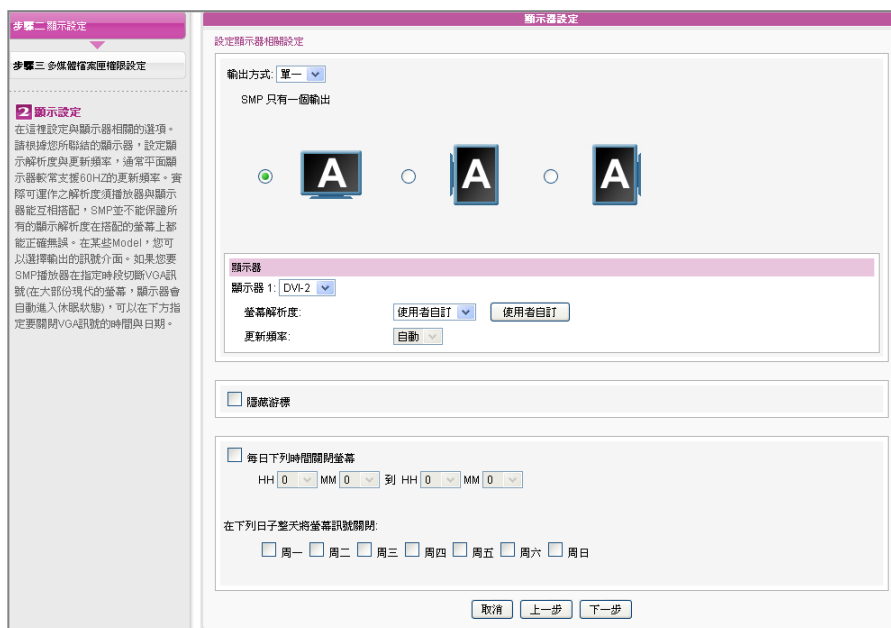 步驟二 顯示設定
步驟三 多媒體檔案匣權限設定
2 顯示設定
在這裡設定與顯示器相關的選項。
請根據您所聯結的顯示器，設定顯
示解析度與更新頻率，通常平面顯
示器較常支援60HZ的更新頻率。實
際可運作之解析度須播放器與顯示
器能互相搭配，SMP並不能保證所
有的顯示解析度在搭配的螢幕上都
能正確無誤。在某些Model，您可
以選擇輸出的訊號介面。如果您要
SMP播放器在指定時段切斷VGA訊
號(在大部份現代的螢幕，顯示器會
自動進入休眠狀態)，可以在下方指
定要關閉VGA訊號的時間與日期。
顯示器設定
設定顯示器相關設定
輸出方式: 單一
SMP 只有一個輸出
A A A
顯示器
顯示器 1: DVI-2
螢幕解析度: 使用者自訂 使用者自訂
更新頻率: 自動
隱藏游標
每日下列時間關閉螢幕
HH 0 MM 0 到 HH 0 MM 0
在下列日子整天將螢幕訊號關閉:
周一 周二 周三 周四 周五 周六 周日
取消 上一步 下一步